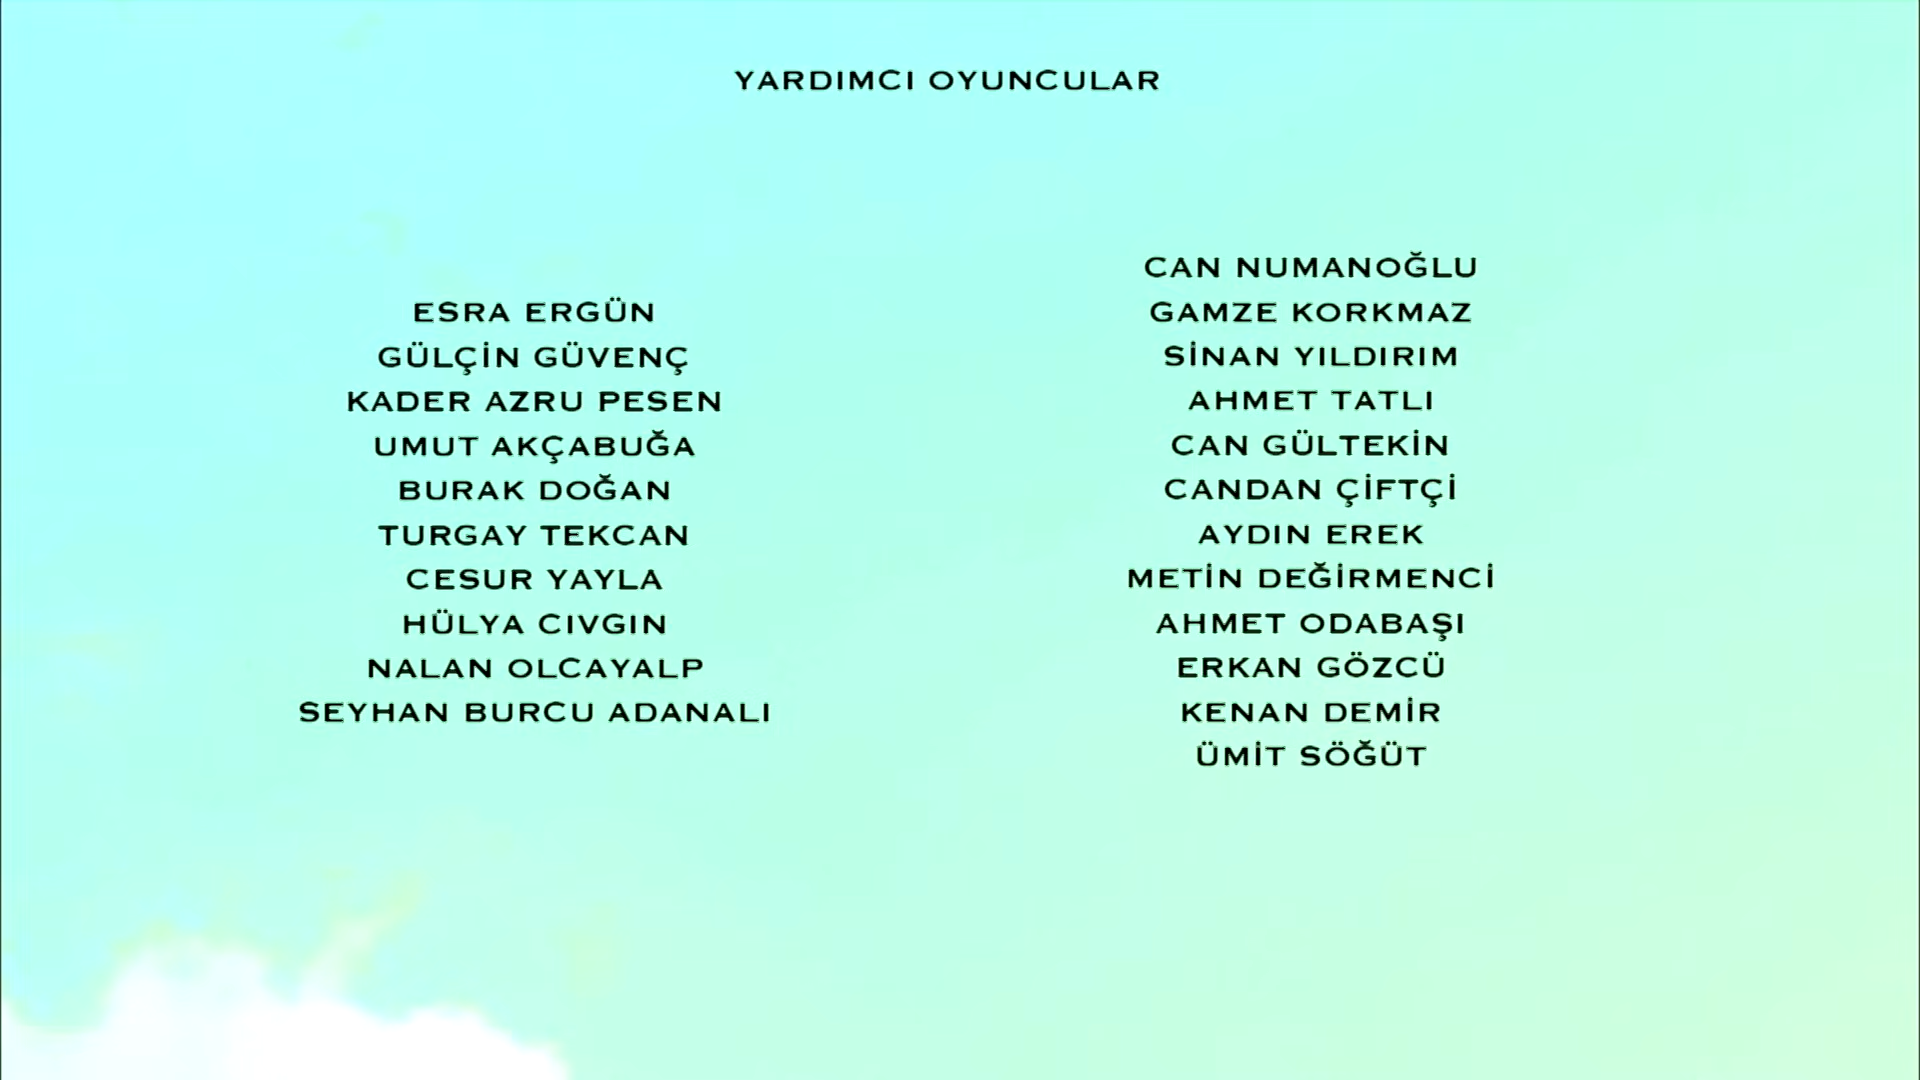 YARDIMCI OYUNCULAR
ESRA ERGÜN
GÜLÇİN GÜVENÇ
KADER AZRU PESEN
UMUT AKÇABUĞA
BURAK DOĞAN
TURGAY TEKCAN
CESUR YAYLA
HÜLYA CIVGIN
NALAN OLCAYALP
SEYHAN BURCU ADANALI
CAN NUMANOĞLU
GAMZE KORKMAZ
SİNAN YILDIRIM
AHMET TATLI
CAN GÜLTEKİN
CANDAN ÇİFTÇİ
AYDIN EREK
METİN DEĞİRMENCİ
AHMET ODABAŞI
ERKAN GÖZCÜ
KENAN DEMİR
ÜMİT SÖĞÜT